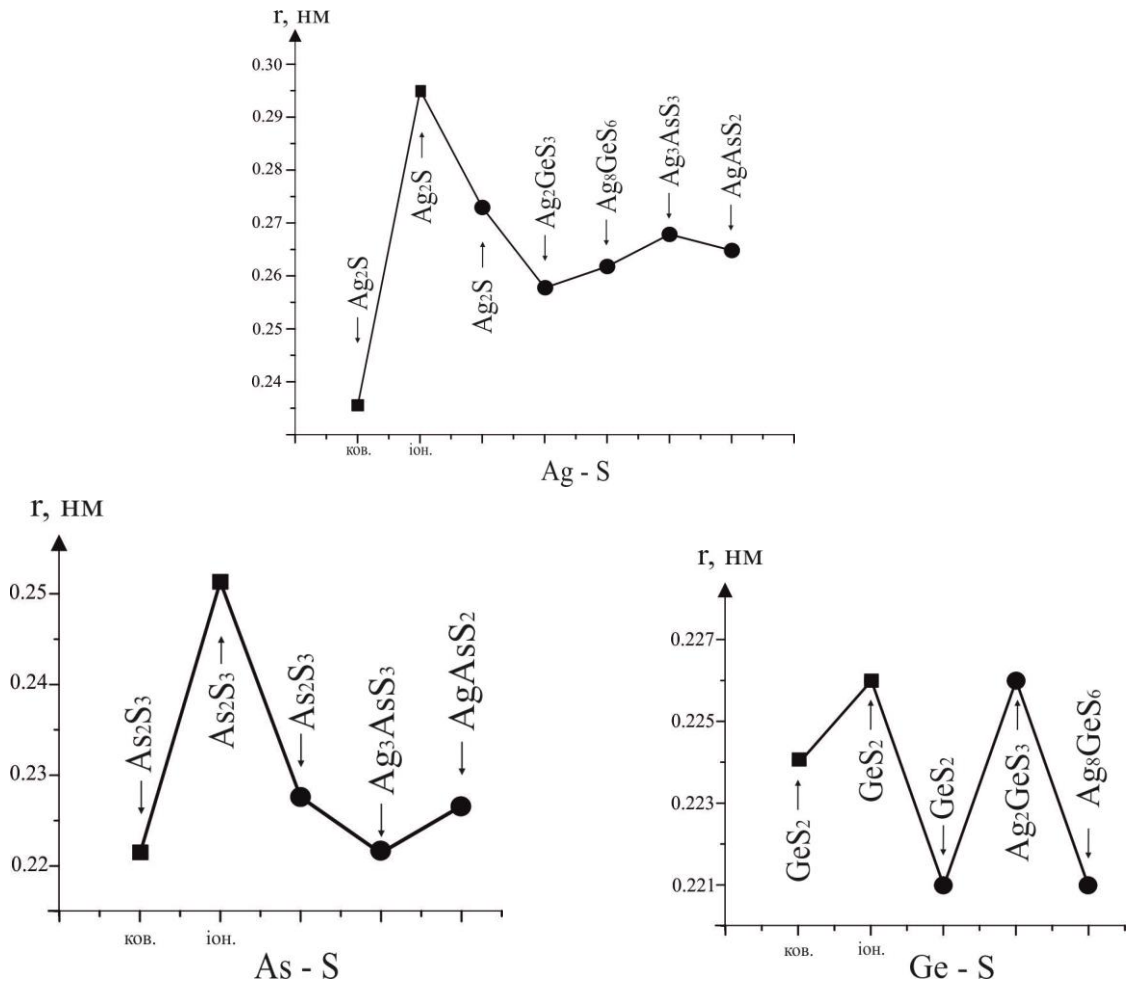 r, нм
0.30
0.29
0.28
0.27
0.26
0.25
0.24
Ag₂S
Ag₂S
Ag₂S
Ag₂GeS₃
Ag₈GeS₆
Ag₃AsS₃
AgAsS₂
ков.
іон.
Ag - S
r, нм
0.25
0.24
0.23
0.22
As₂S₃
As₂S₃
As₂S₃
Ag₃AsS₃
AgAsS₂
ков.
іон.
As - S
r, нм
0.227
0.225
0.223
0.221
GeS₂
GeS₂
GeS₂
Ag₂GeS₃
Ag₈GeS₆
ков.
іон.
Ge - S